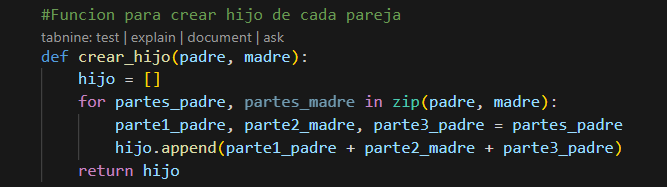 #Funcion para crear hijo de cada pareja
tabnine: test | explain | document | ask
def crear_hijo(padre, madre):
    hijo = []
    for partes_padre, partes_madre in zip(padre, madre):
        parte1_padre, parte2_madre, parte3_padre = partes_padre
        hijo.append(parte1_padre + parte2_madre + parte3_padre)
    return hijo